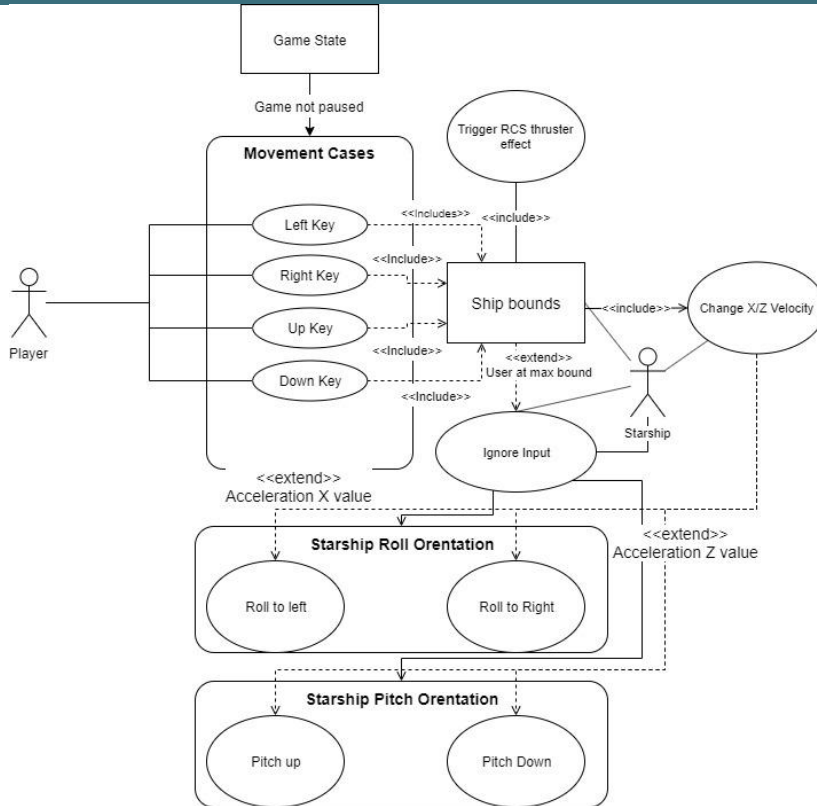 Game State
Game not paused
Movement Cases
Trigger RCS thruster
effect
Left Key
<<Includes>>
<<include>>
Right Key
<<Include>>
Ship bounds
<<include>>
Change X/Z Velocity
Player
Up Key
<<Include>>
<<extend>>
User at max bound
Down Key
<<Include>>
Starship
Ignore Input
<<extend>>
Acceleration X value
<<extend>>
Acceleration Z value
Starship Roll Orentation
Roll to left
Roll to Right
Starship Pitch Orentation
Pitch up
Pitch Down